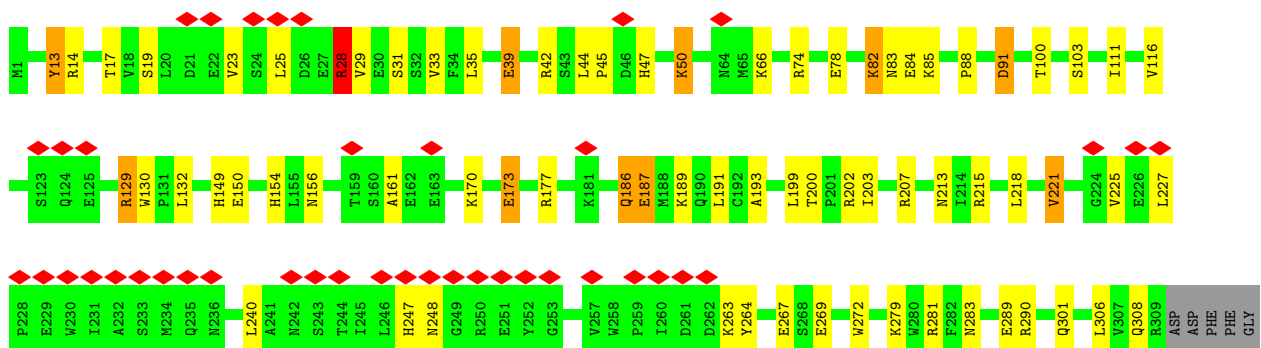 M1 Y13 R14 T17 V18 S19 L20 D21 E22 V23 S24 L25 D26 E27 R28 V29 E30 S31 S32 V33 F34 L35 E39 R42 S43 L44 P45 D46 H47 K50 N64 M65 K66 R74 E78 K82 N83 E84 K85 P88 D91 T100 S103 I111 V116
S123 Q124 E125 R129 W130 P131 L132 H149 E150 H154 L155 N156 T159 S160 A161 E162 E163 K170 E173 R177 K181 Q186 E187 M188 K189 Q190 L191 C192 A193 L199 T200 P201 R202 I203 R207 N213 I214 R215 L218 V221 G224 V225 E226 L227
P228 E229 W230 I231 A232 S233 M234 Q235 N236 L240 A241 N242 S243 T244 I245 L246 H247 N248 G249 R250 E251 Y252 G253 V257 W258 P259 I260 D261 D262 K263 Y264 E267 S268 E269 W272 K279 W280 R281 F282 N283 E289 R290 Q301 L306 V307 Q308 R309 ASP ASP PHE PHE GLY